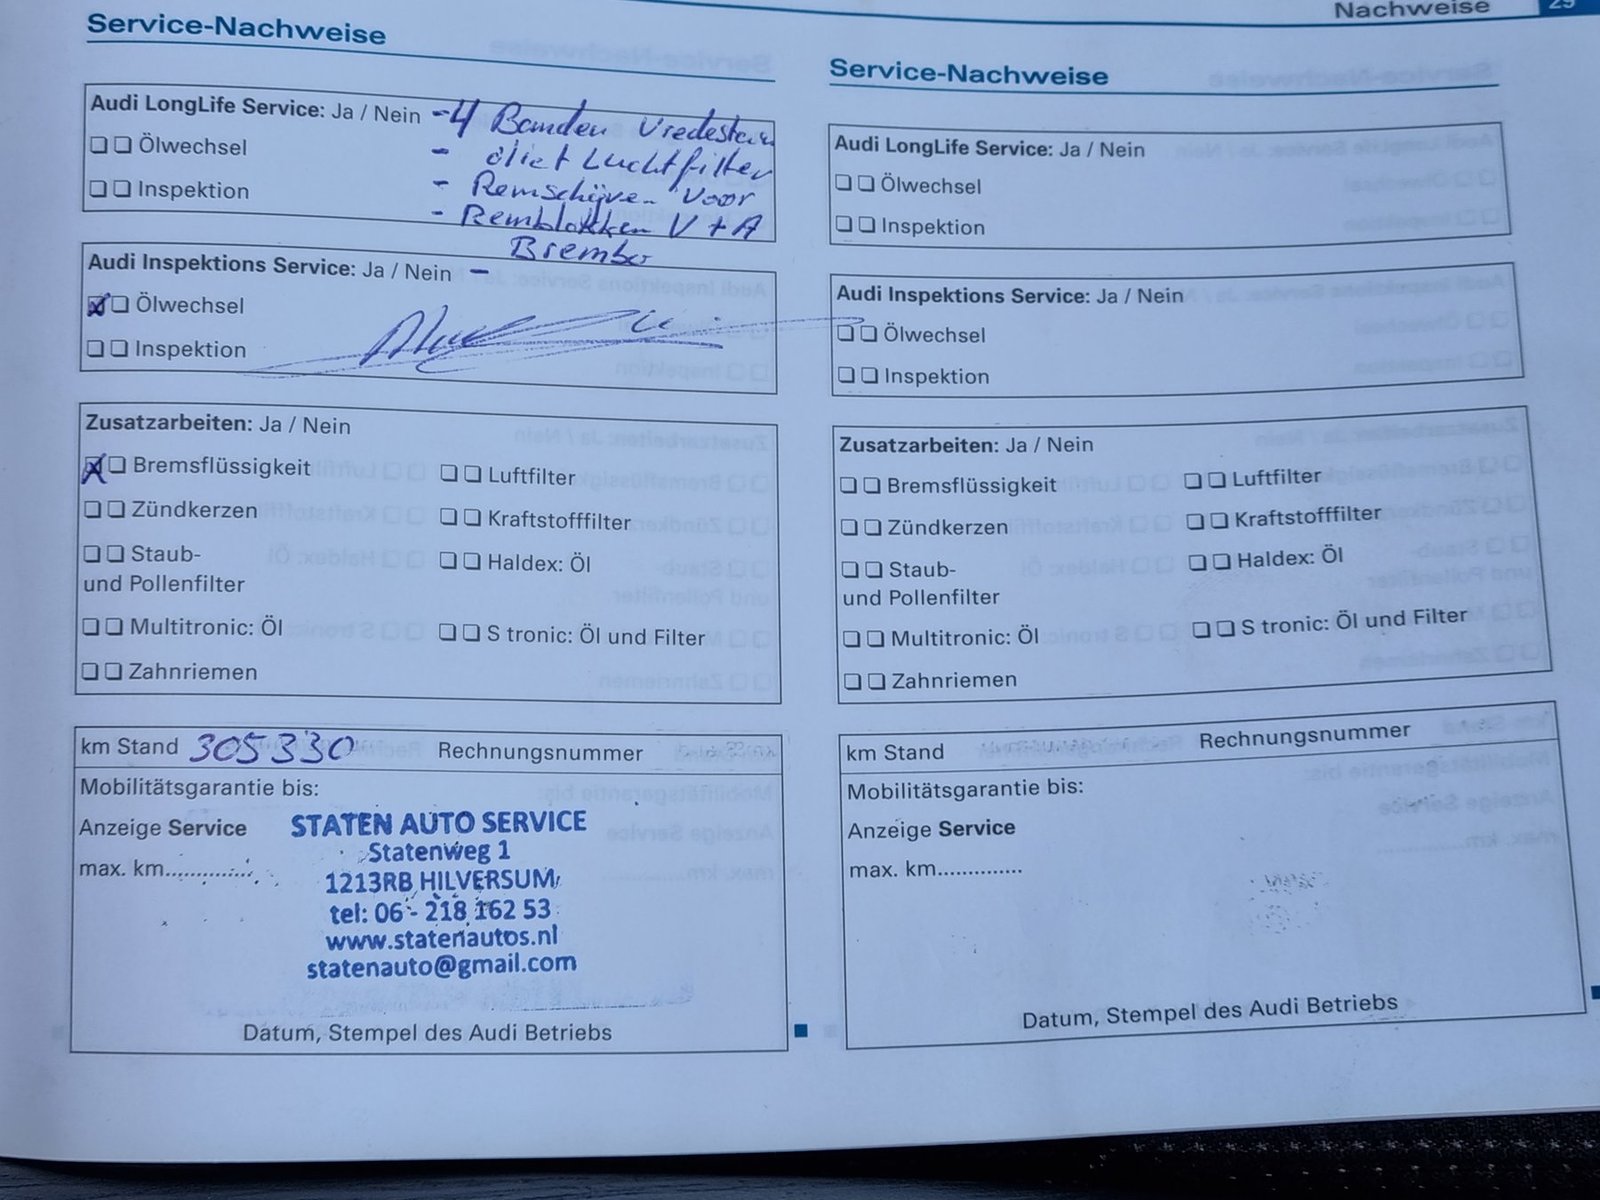 Nachweise 29
Service-Nachweise
Audi LongLife Service: Ja / Nein
- 4 Banden Vredestein
Ölwechsel
- Luchtfilter
Inspektion
- Remschijven Voor
- Remblokken V + A
Brembo
Audi Inspektions Service: Ja / Nein -
Ölwechsel
Inspektion
Zusatzarbeiten: Ja / Nein
Bremsflüssigkeit
Luftfilter
Zündkerzen
Kraftstofffilter
Staub-
und Pollenfilter
Haldex: Öl
Multitronic: Öl
S tronic: Öl und Filter
Zahnriemen
km Stand 305330 Rechnungsnummer
Mobilitätsgarantie bis:
Anzeige Service
max. km..............
STATEN AUTO SERVICE
Statenweg 1
1213RB HILVERSUM
tel: 06 - 218 162 53
www.statenautos.nl
statenauto@gmail.com
Datum, Stempel des Audi Betriebs
Service-Nachweise
Audi LongLife Service: Ja / Nein
Ölwechsel
Inspektion
Audi Inspektions Service: Ja / Nein
Ölwechsel
Inspektion
Zusatzarbeiten: Ja / Nein
Bremsflüssigkeit
Luftfilter
Zündkerzen
Kraftstofffilter
Staub-
und Pollenfilter
Haldex: Öl
Multitronic: Öl
S tronic: Öl und Filter
Zahnriemen
km Stand Rechnungsnummer
Mobilitätsgarantie bis:
Anzeige Service
max. km..............
Datum, Stempel des Audi Betriebs